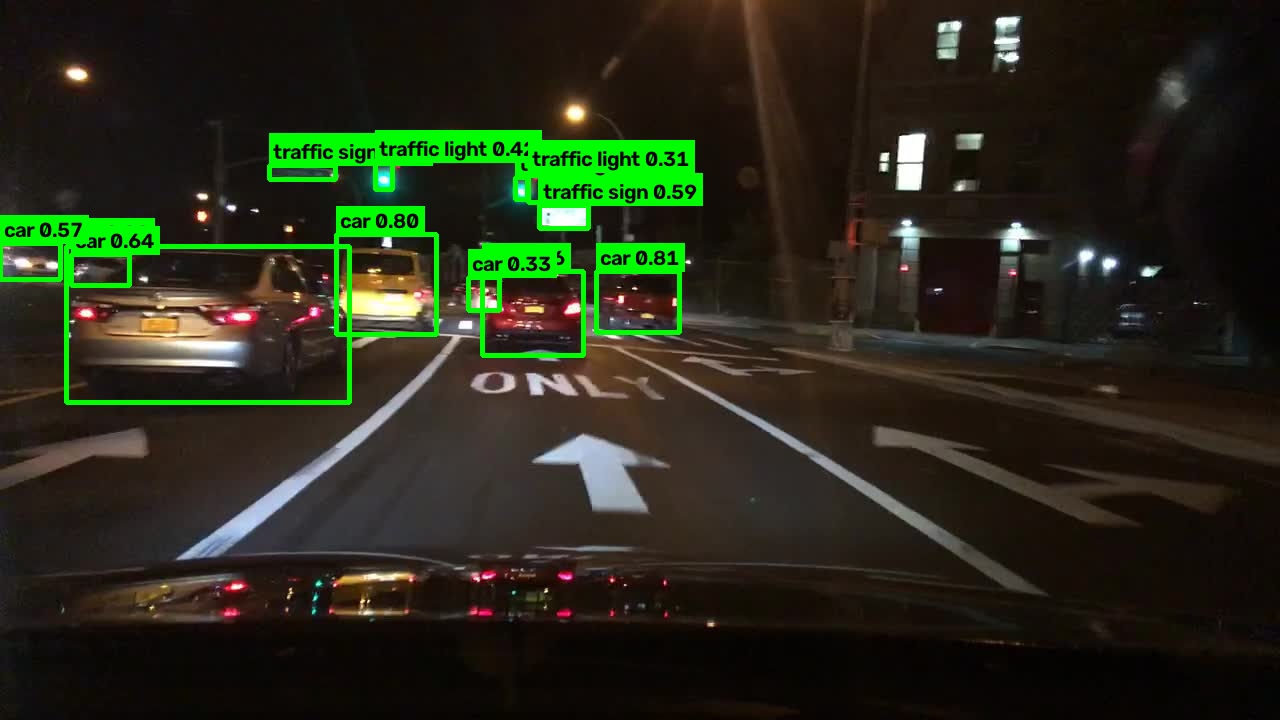 traffic sign
traffic light 0.42
traffic light 0.31
traffic sign 0.59
car 0.57
car 0.64
car 0.80
car 0.33
car 0.81
ONLY